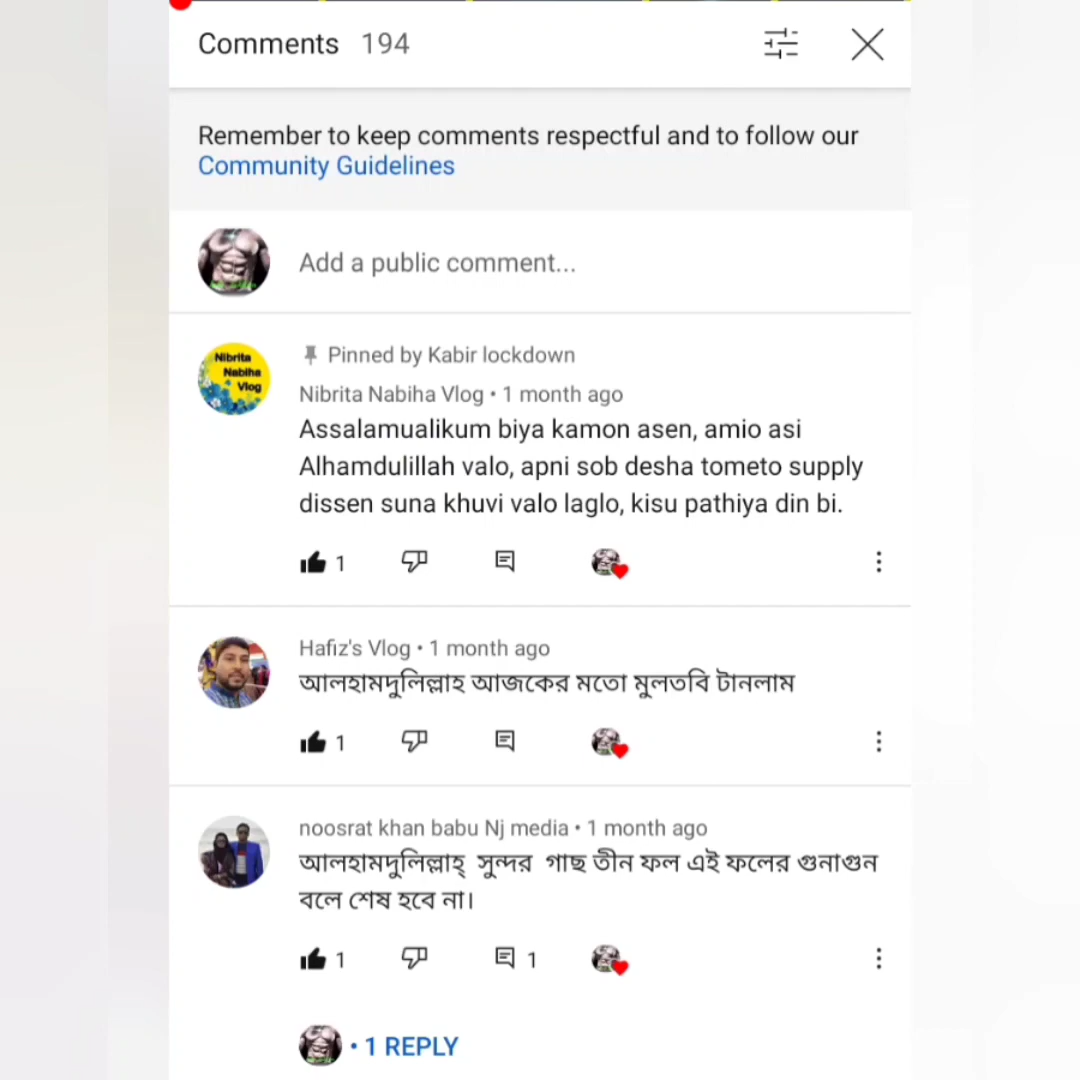 Comments 194
Remember to keep comments respectful and to follow our
Community Guidelines
Add a public comment...
Nibrita
Nabiha
Vlog
Pinned by Kabir lockdown
Nibrita Nabiha Vlog • 1 month ago
Assalamualikum biya kamon asen, amio asi
Alhamdulillah valo, apni sob desha tometo supply
dissen suna khuvi valo laglo, kisu pathiya din bi.
1
Hafiz's Vlog • 1 month ago
আলহামদুলিল্লাহ আজকের মতো মুলতবি টানলাম
1
noosrat khan babu Nj media • 1 month ago
আলহামদুলিল্লাহ্ সুন্দর গাছ তীন ফল এই ফলের গুনাগুন
বলে শেষ হবে না।
1 1
• 1 REPLY